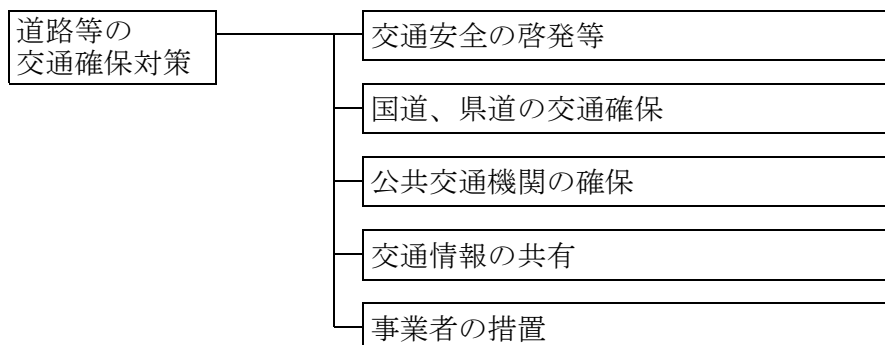 道路等の
交通確保対策
交通安全の啓発等
国道、県道の交通確保
公共交通機関の確保
交通情報の共有
事業者の措置